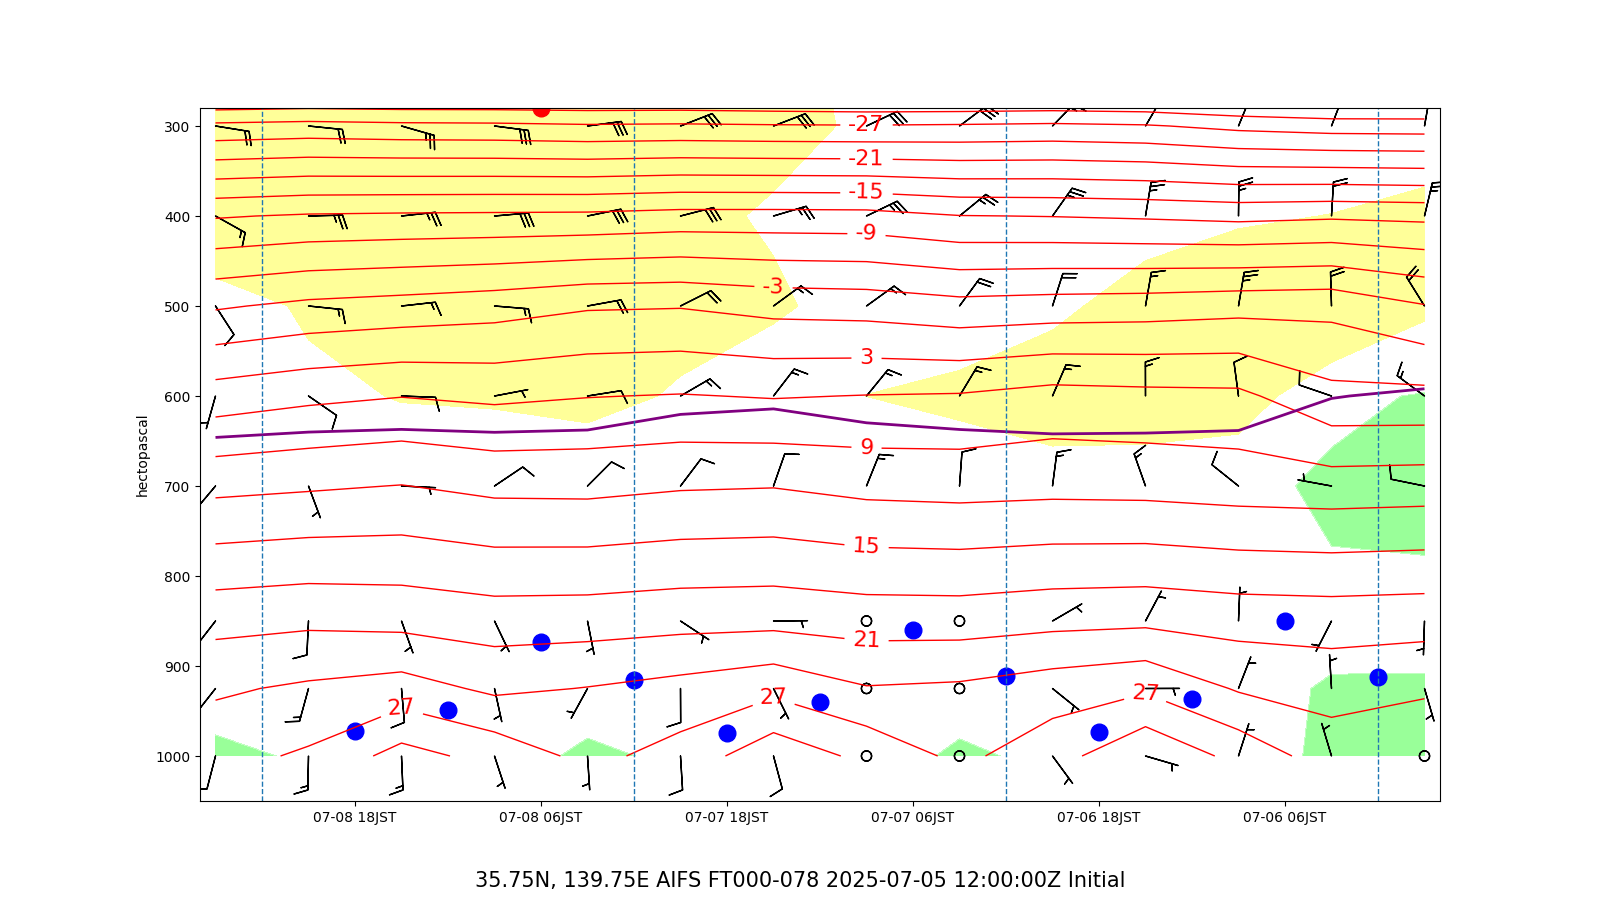 300
400
500
600
700
800
900
1000
hectopascal
-27
-21
-15
-9
-3
3
9
15
21
27
27
27
07-08 18JST
07-08 06JST
07-07 18JST
07-07 06JST
07-06 18JST
07-06 06JST
35.75N, 139.75E AIFS FT000-078 2025-07-05 12:00:00Z Initial